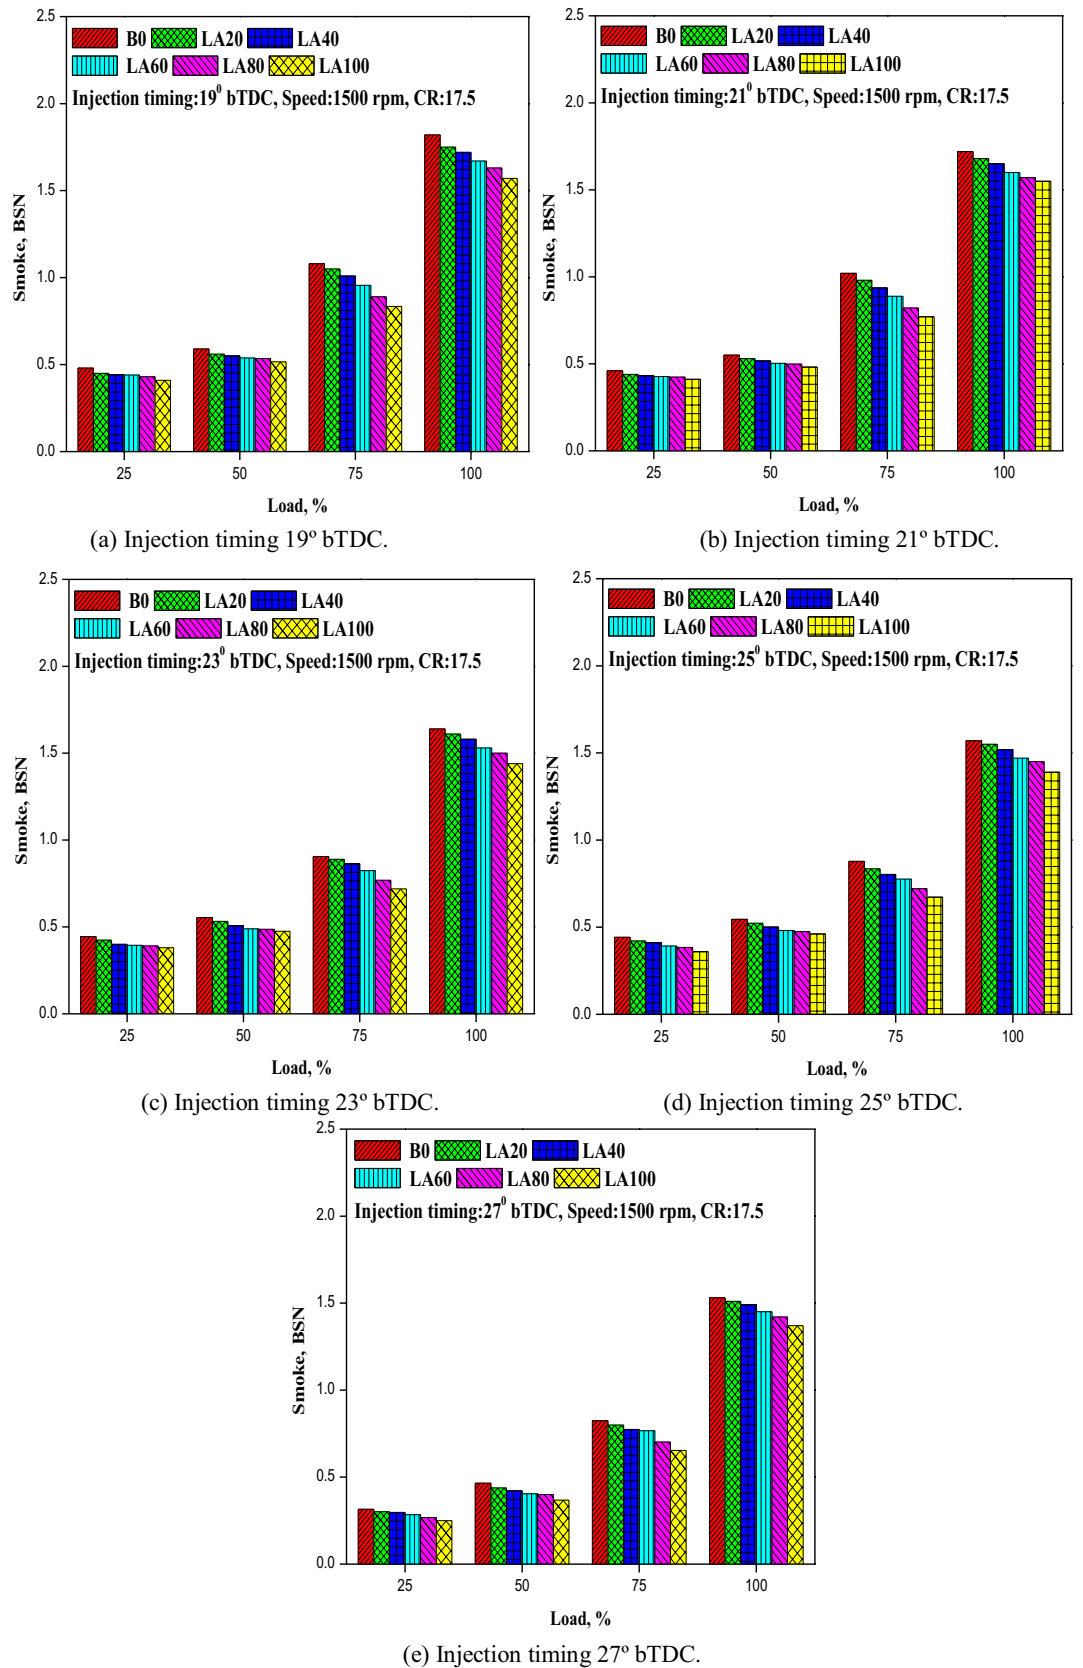 2.5
2.0
1.5
1.0
0.5
0.0
Smoke, BSN
B0 LA20 LA40
LA60 LA80 LA100
Injection timing:19⁰ bTDC, Speed:1500 rpm, CR:17.5
25 50 75 100
Load, %
(a) Injection timing 19º bTDC.
2.5
2.0
1.5
1.0
0.5
0.0
Smoke, BSN
B0 LA20 LA40
LA60 LA80 LA100
Injection timing:21⁰ bTDC, Speed:1500 rpm, CR:17.5
25 50 75 100
Load, %
(b) Injection timing 21º bTDC.
2.5
2.0
1.5
1.0
0.5
0.0
Smoke, BSN
B0 LA20 LA40
LA60 LA80 LA100
Injection timing:23⁰ bTDC, Speed:1500 rpm, CR:17.5
25 50 75 100
Load, %
(c) Injection timing 23º bTDC.
2.5
2.0
1.5
1.0
0.5
0.0
Smoke, BSN
B0 LA20 LA40
LA60 LA80 LA100
Injection timing:25⁰ bTDC, Speed:1500 rpm, CR:17.5
25 50 75 100
Load, %
(d) Injection timing 25º bTDC.
2.5
2.0
1.5
1.0
0.5
0.0
Smoke, BSN
B0 LA20 LA40
LA60 LA80 LA100
Injection timing:27⁰ bTDC, Speed:1500 rpm, CR:17.5
25 50 75 100
Load, %
(e) Injection timing 27º bTDC.